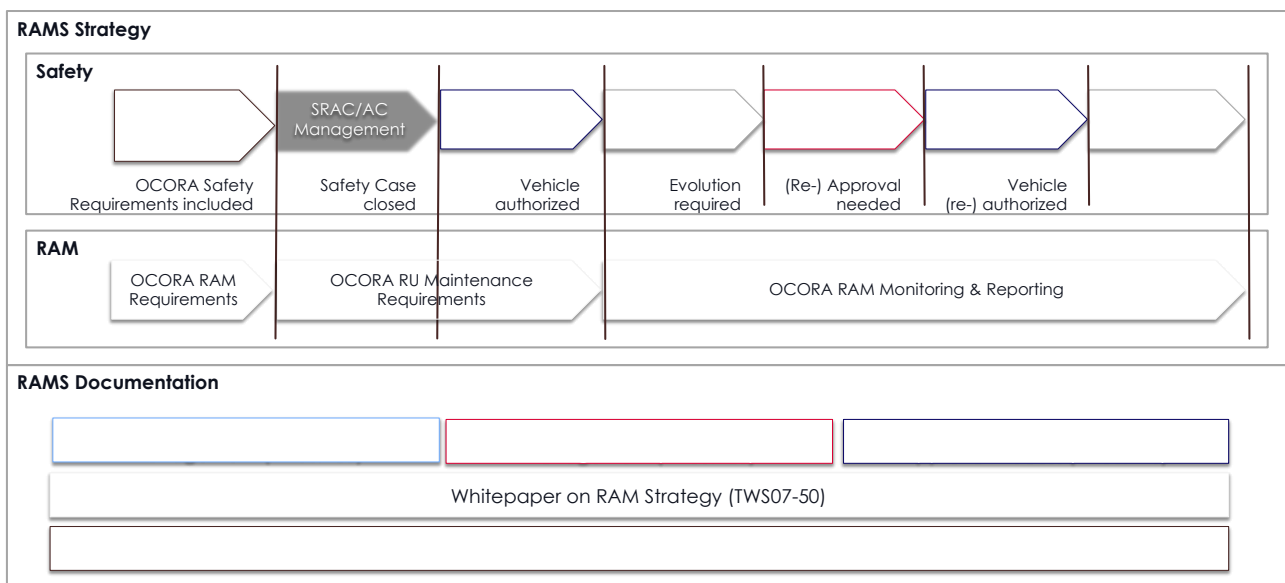 RAMS Strategy
Safety
SRAC/AC
Management
OCORA Safety
Requirements included
Safety Case
closed
Vehicle
authorized
Evolution
required
(Re-) Approval
needed
Vehicle
(re-) authorized
RAM
OCORA RAM
Requirements
OCORA RU Maintenance
Requirements
OCORA RAM Monitoring & Reporting
RAMS Documentation
Whitepaper on RAM Strategy (TWS07-50)